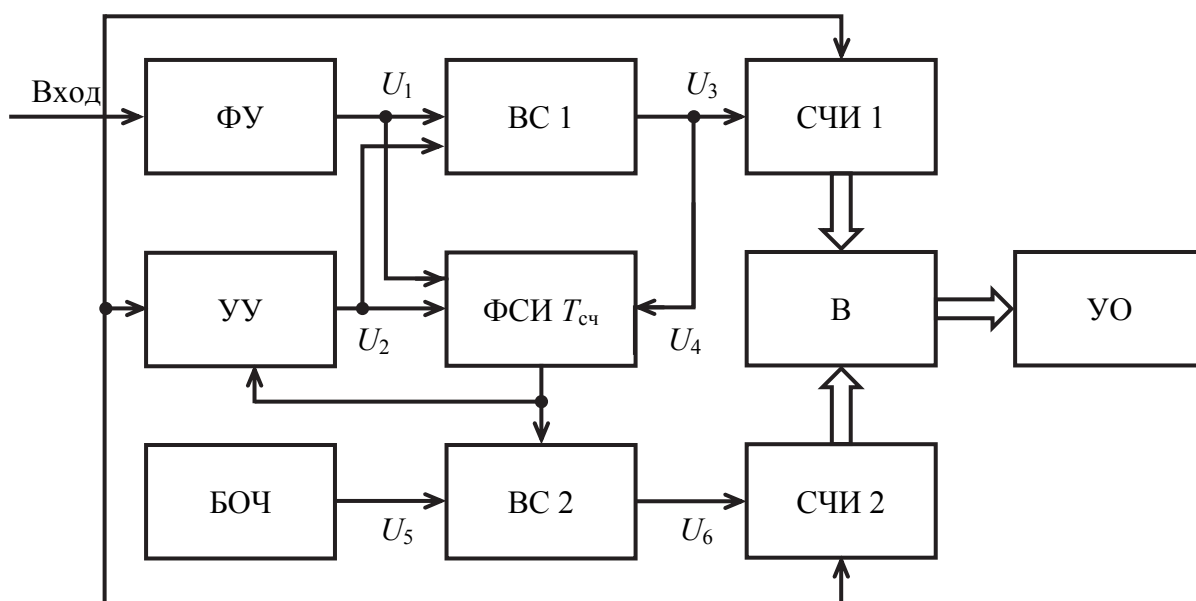 Вход
ФУ
U1
ВС 1
U3
СЧИ 1
УУ
U2
ФСИ Tсч
U4
В
УО
БОЧ
U5
ВС 2
U6
СЧИ 2